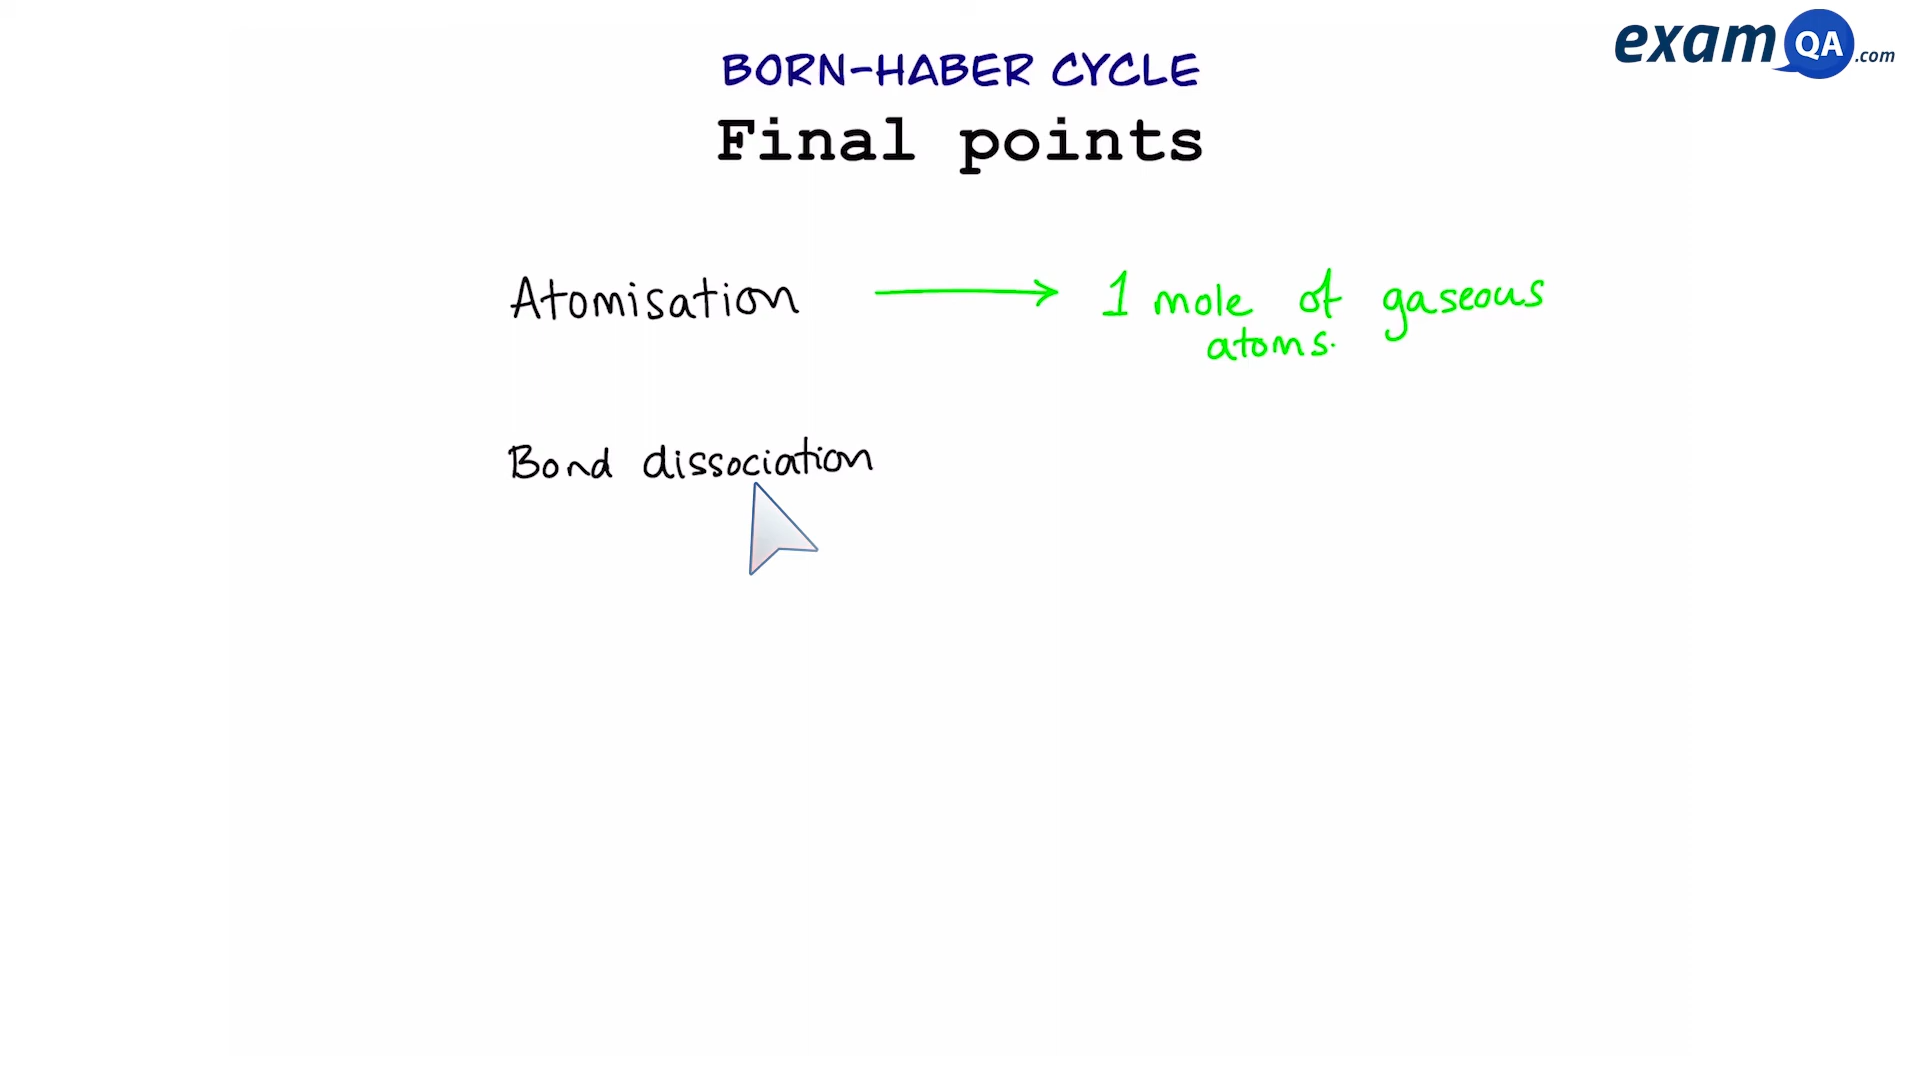 examQA.com
BORN-HABER CYCLE
Final points
Atomisation → 1 mole of gaseous
atoms.
Bond dissociation